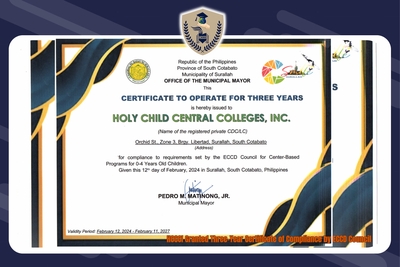 Republic of the Philippines
Province of South Cotabato
Municipality of Surallah
OFFICE OF THE MUNICIPAL MAYOR
This
CERTIFICATE TO OPERATE FOR THREE YEARS
is hereby issued to
HOLY CHILD CENTRAL COLLEGES, INC.
(Name of the registered private CDC/LC)
Orchid St., Zone 3, Brgy. Libertad, Surallah, South Cotabato
(Address)
for compliance to requirements set by the ECCD Council for Center-Based
Programs for 0-4 Years Old Children.
Given this 12th of February, 2024 in Surallah, South Cotabato, Philippines
PEDRO M. MATINONG, JR.
Municipal Mayor
Validity Period: February 12, 2024 - February 11, 2027
HCCCI Granted Three-Year Certificate of Compliance by ECCD Council